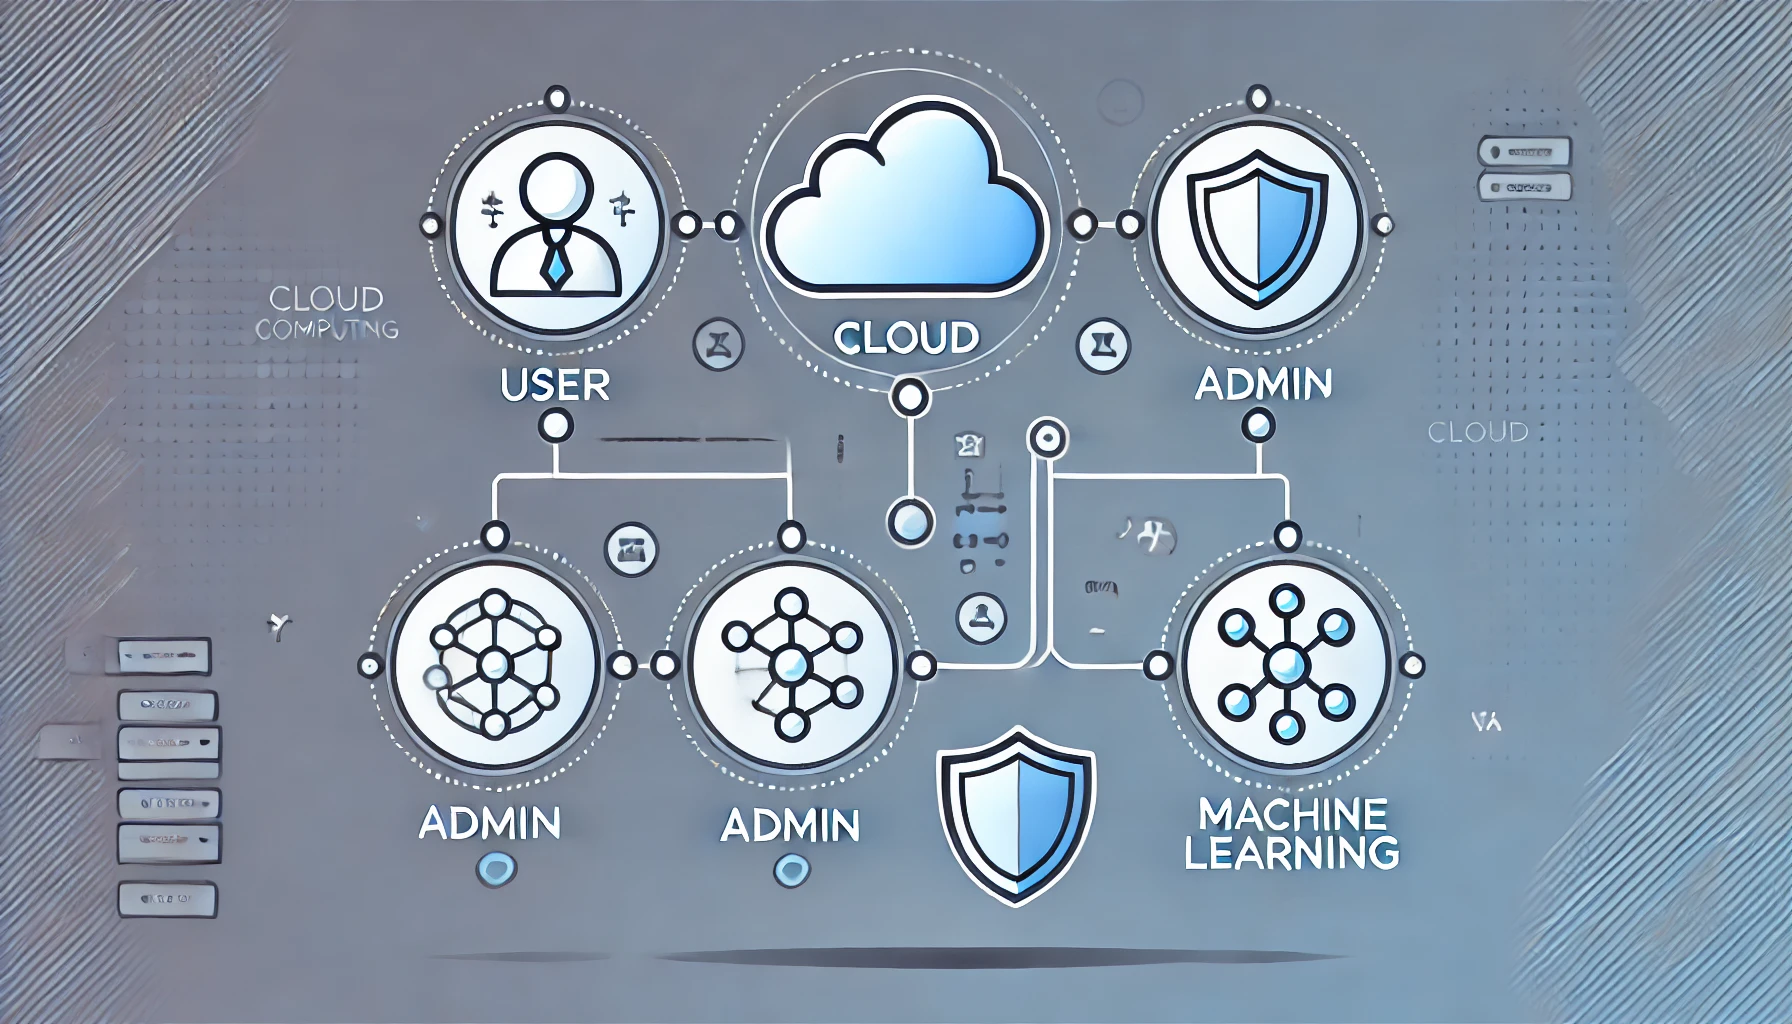 CLOUD
COMPUTING
CLOUD
USER
ADMIN
CLOUD
ADMIN
ADMIN
MACHINE
LEARNING